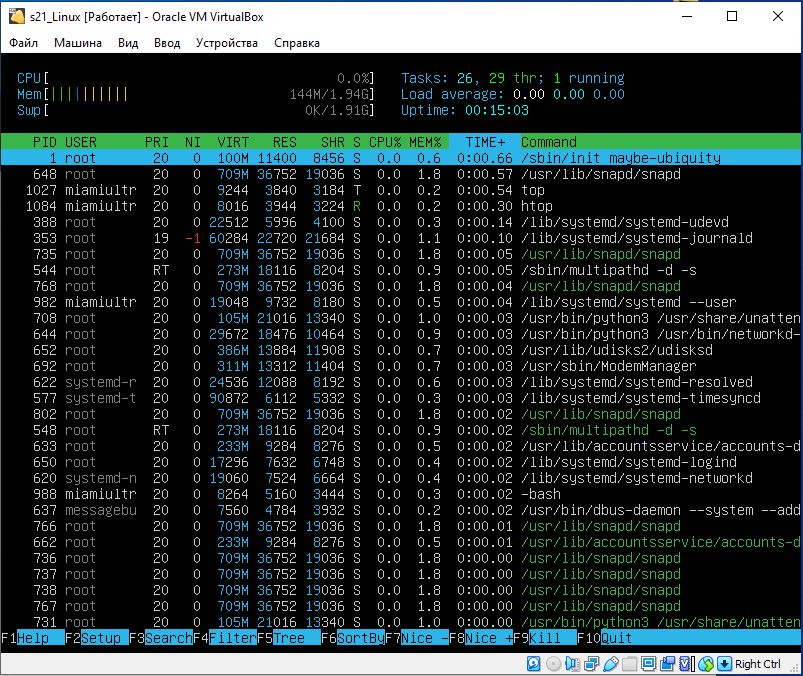 s21_Linux [Работает] - Oracle VM VirtualBox
Файл Машина Вид Ввод Устройства Справка
CPU[ 0.0%] Tasks: 26, 29 thr; 1 running
Mem[|||||||||| 144M/1.94G] Load average: 0.00 0.00 0.00
Swp[ 0K/1.91G] Uptime: 00:15:03
PID USER PRI NI VIRT RES SHR S CPU% MEM% TIME+ Command
1 root 20 0 100M 11400 8456 S 0.0 0.6 0:00.66 /sbin/init maybe-ubiquity
648 root 20 0 709M 36752 19036 S 0.0 1.8 0:00.57 /usr/lib/snapd/snapd
1027 miamiultr 20 0 9244 3840 3184 T 0.0 0.2 0:00.54 top
1084 miamiultr 20 0 8016 3944 3224 R 0.0 0.2 0:00.30 htop
388 root 20 0 22512 5996 4100 S 0.0 0.3 0:00.14 /lib/systemd/systemd-udevd
353 root 19 -1 60284 22720 21684 S 0.0 1.1 0:00.10 /lib/systemd/systemd-journald
735 root 20 0 709M 36752 19036 S 0.0 1.8 0:00.05 /usr/lib/snapd/snapd
544 root RT 0 273M 18116 8204 S 0.0 0.9 0:00.05 /sbin/multipathd -d -s
768 root 20 0 709M 36752 19036 S 0.0 1.8 0:00.04 /usr/lib/snapd/snapd
982 miamiultr 20 0 19048 9732 8180 S 0.0 0.5 0:00.04 /lib/systemd/systemd --user
708 root 20 0 105M 21016 13340 S 0.0 1.0 0:00.03 /usr/bin/python3 /usr/share/unatten
644 root 20 0 29672 18476 10464 S 0.0 0.9 0:00.03 /usr/bin/python3 /usr/bin/networkd-
652 root 20 0 386M 13884 11908 S 0.0 0.7 0:00.03 /usr/lib/udisks2/udisksd
692 root 20 0 311M 13312 11404 S 0.0 0.7 0:00.03 /usr/sbin/ModemManager
622 systemd-r 20 0 24536 12088 8192 S 0.0 0.6 0:00.03 /lib/systemd/systemd-resolved
577 systemd-t 20 0 90872 6112 5332 S 0.0 0.3 0:00.03 /lib/systemd/systemd-timesyncd
802 root 20 0 709M 36752 19036 S 0.0 1.8 0:00.02 /usr/lib/snapd/snapd
548 root RT 0 273M 18116 8204 S 0.0 0.9 0:00.02 /sbin/multipathd -d -s
633 root 20 0 233M 9284 8276 S 0.0 0.5 0:00.02 /usr/lib/accountsservice/accounts-d
650 root 20 0 17296 7632 6748 S 0.0 0.4 0:00.02 /lib/systemd/systemd-logind
620 systemd-n 20 0 19060 7524 6664 S 0.0 0.4 0:00.02 /lib/systemd/systemd-networkd
988 miamiultr 20 0 8264 5160 3444 S 0.0 0.3 0:00.02 -bash
637 messagebu 20 0 7560 4784 3932 S 0.0 0.2 0:00.02 /usr/bin/dbus-daemon --system --add
766 root 20 0 709M 36752 19036 S 0.0 1.8 0:00.01 /usr/lib/snapd/snapd
662 root 20 0 233M 9284 8276 S 0.0 0.5 0:00.01 /usr/lib/accountsservice/accounts-d
736 root 20 0 709M 36752 19036 S 0.0 1.8 0:00.00 /usr/lib/snapd/snapd
737 root 20 0 709M 36752 19036 S 0.0 1.8 0:00.00 /usr/lib/snapd/snapd
738 root 20 0 709M 36752 19036 S 0.0 1.8 0:00.00 /usr/lib/snapd/snapd
767 root 20 0 709M 36752 19036 S 0.0 1.8 0:00.00 /usr/lib/snapd/snapd
731 root 20 0 105M 21016 13340 S 0.0 1.0 0:00.00 /usr/bin/python3 /usr/share/unatten
F1Help F2Setup F3SearchF4FilterF5Tree F6SortByF7Nice -F8Nice +F9Kill F10Quit
Right Ctrl